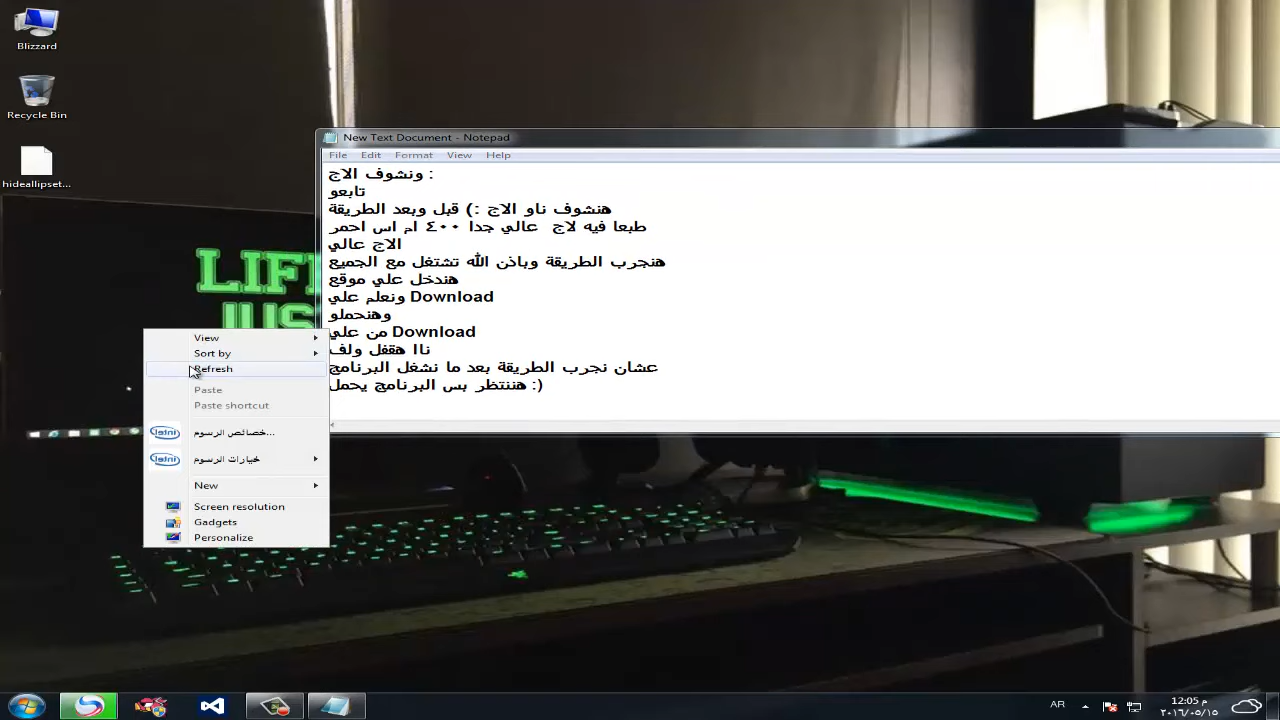 Blizzard
Recycle Bin
hideallipset...
New Text Document - Notepad
File Edit Format View Help
ونشوف الاج :
تابعو
هنشوف ناو الاج :) قبل وبعد الطريقة
طبعا فيه لاج عالي جدا ٤٠٠ ام اس احمر
الاج عالي
هنجرب الطريقة وباذن الله تشتغل مع الجميع
هندخل علي موقع
ونعلم علي Download
وهنحملو
من علي Download
ناا هقفل ولف
عشان نجرب الطريقة بعد ما نشغل البرنامج
هننتظر بس البرنامج يحمل :)
LIFE
View
Sort by
Refresh
Paste
Paste shortcut
خصائص الرسوم...
خيارات الرسوم
New
Screen resolution
Gadgets
Personalize
AR
12:05 م
٢٠١٦/٠٥/١٥